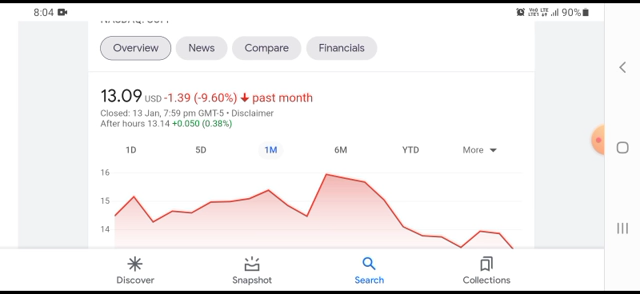 8:04
90%
Overview
News
Compare
Financials
13.09 USD -1.39 (-9.60%) past month
Closed: 13 Jan, 7:59 pm GMT-5 • Disclaimer
After hours 13.14 +0.050 (0.38%)
1D
5D
1M
6M
YTD
More
16
15
14
Discover
Snapshot
Search
Collections